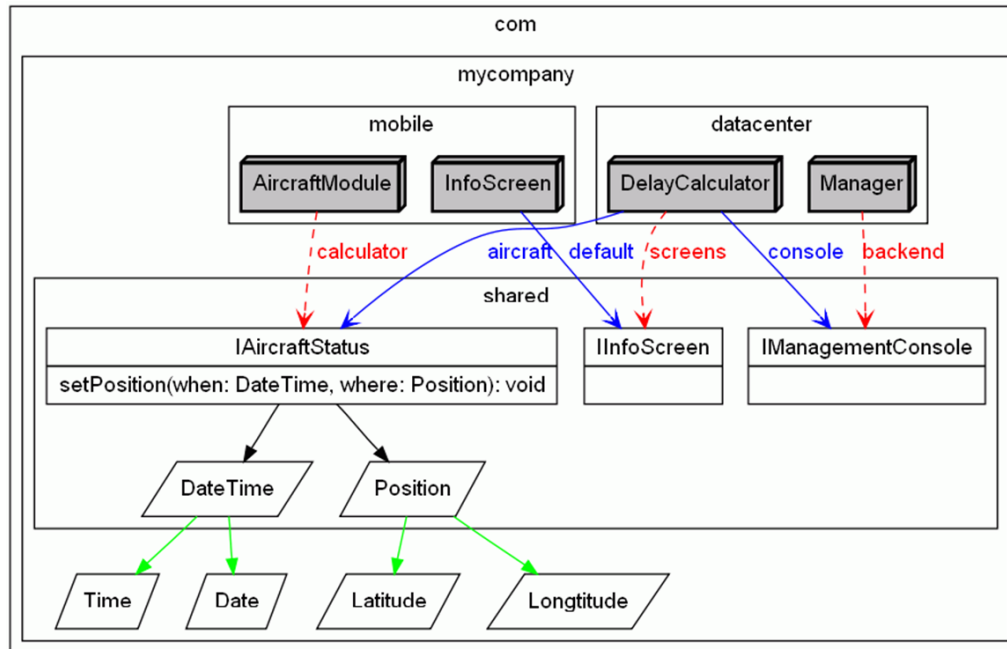 com
mycompany
mobile
datacenter
AircraftModule
InfoScreen
DelayCalculator
Manager
calculator
aircraft
default
screens
console
backend
shared
IAircraftStatus
IInfoScreen
IManagementConsole
setPosition(when: DateTime, where: Position): void
DateTime
Position
Time
Date
Latitude
Longtitude